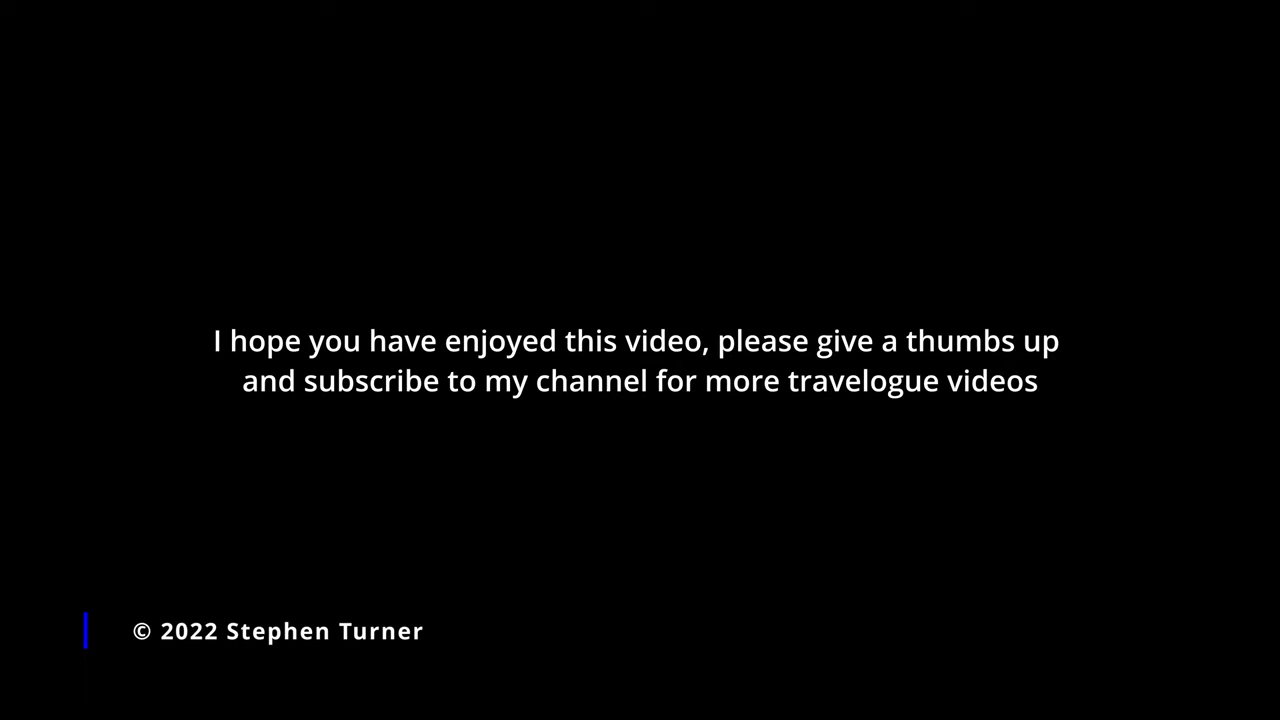 I hope you have enjoyed this video, please give a thumbs up
and subscribe to my channel for more travelogue videos
© 2022 Stephen Turner